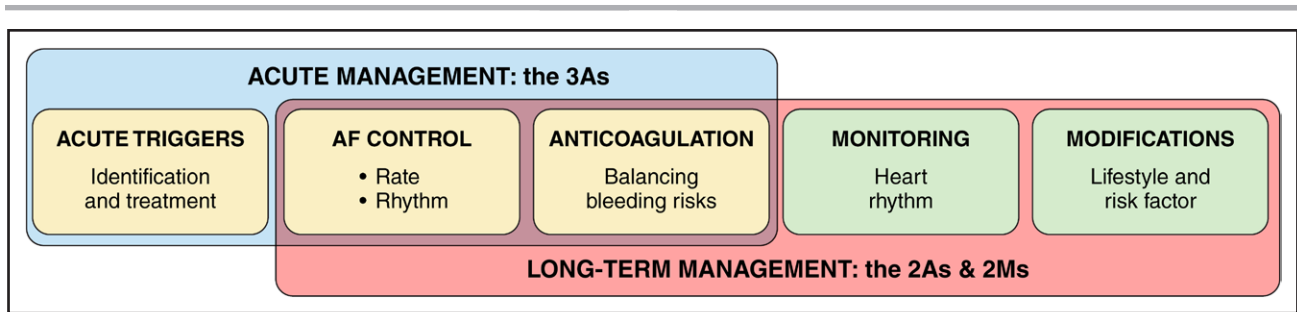 ACUTE MANAGEMENT: the 3As
ACUTE TRIGGERS
Identification
and treatment
AF CONTROL
• Rate
• Rhythm
ANTICOAGULATION
Balancing
bleeding risks
MONITORING
Heart
rhythm
MODIFICATIONS
Lifestyle and
risk factor
LONG-TERM MANAGEMENT: the 2As & 2Ms